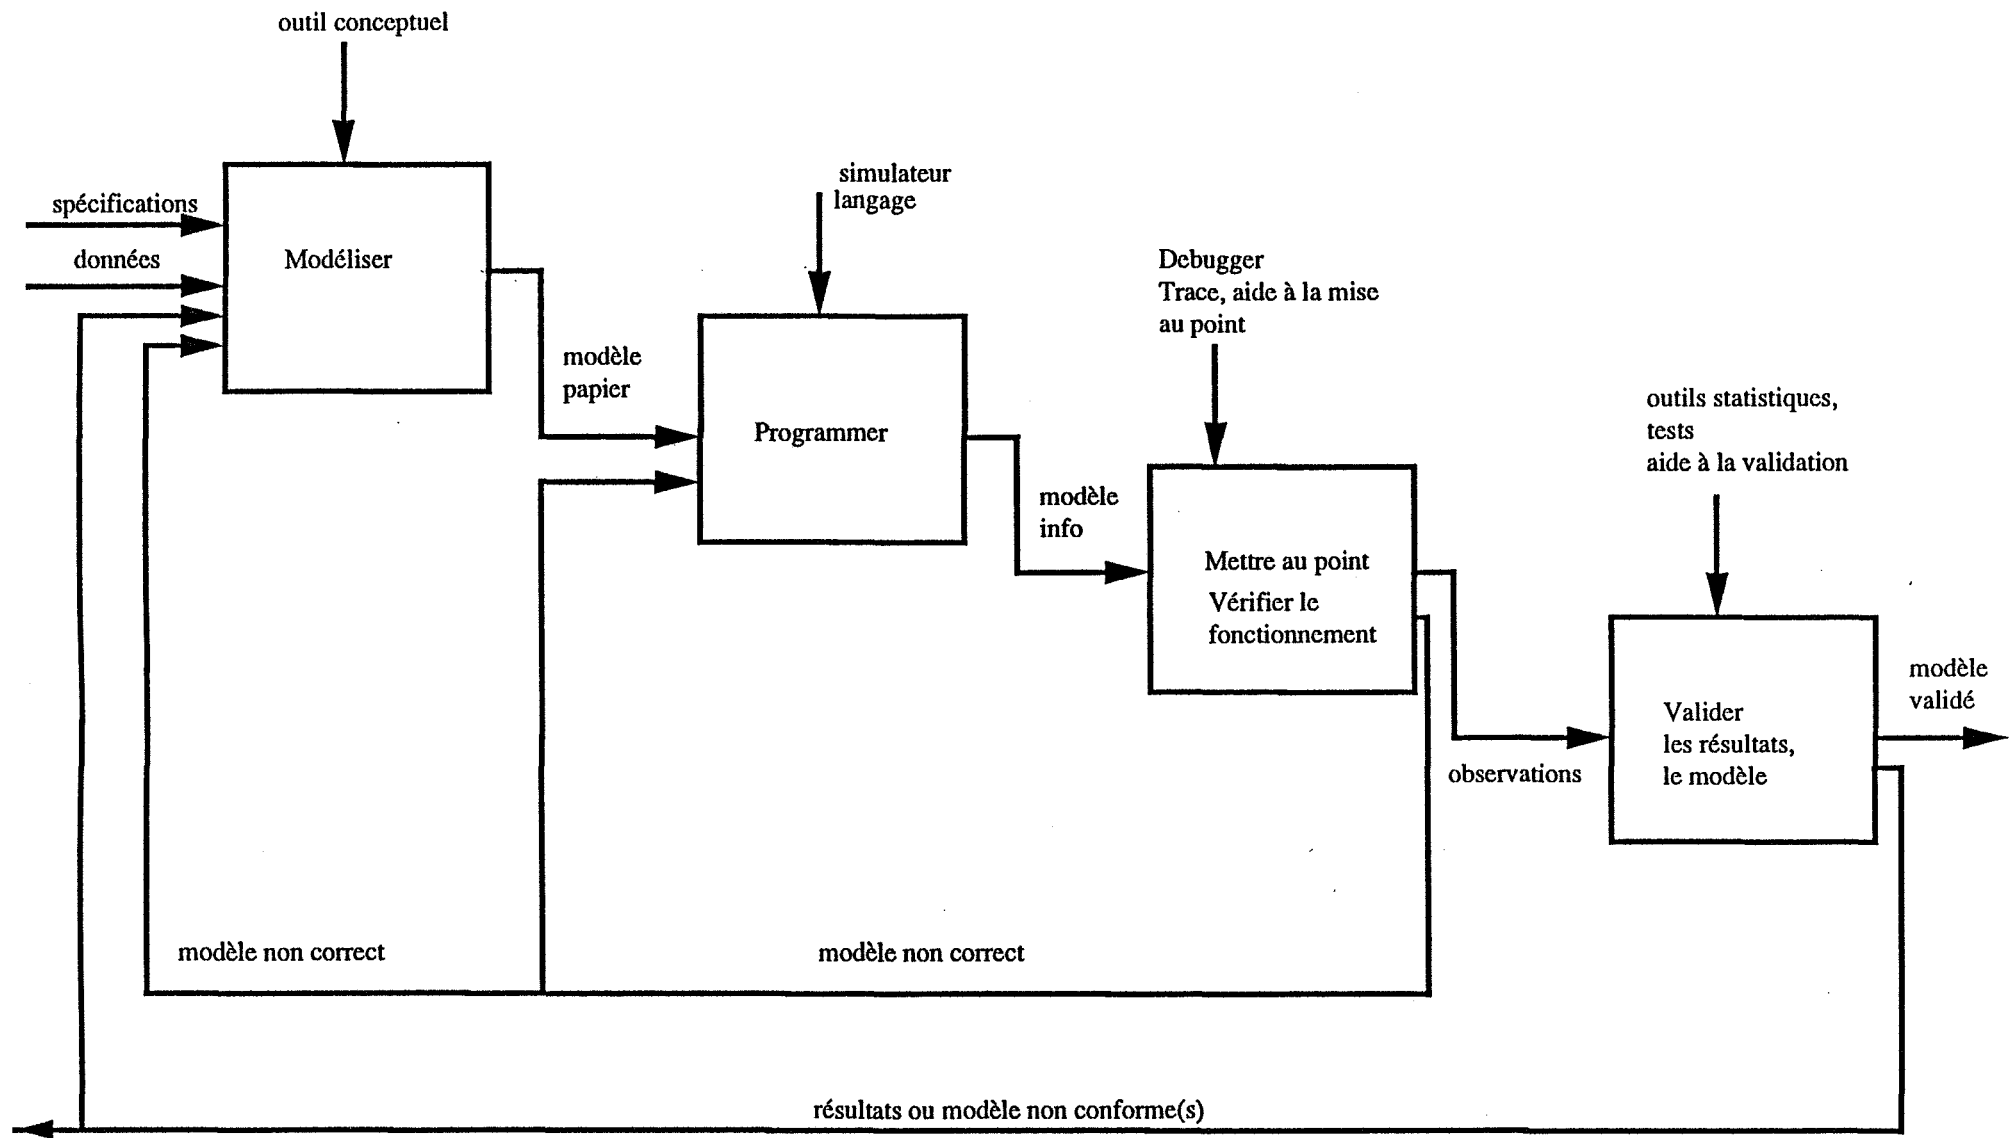 outil conceptuel
spécifications
données
Modéliser
simulateur
langage
modèle
papier
Programmer
Debugger
Trace, aide à la mise
au point
modèle
info
Mettre au point
Vérifier le
fonctionnement
outils statistiques,
tests
aide à la validation
observations
Valider
les résultats,
le modèle
modèle
validé
modèle non correct
modèle non correct
résultats ou modèle non conforme(s)